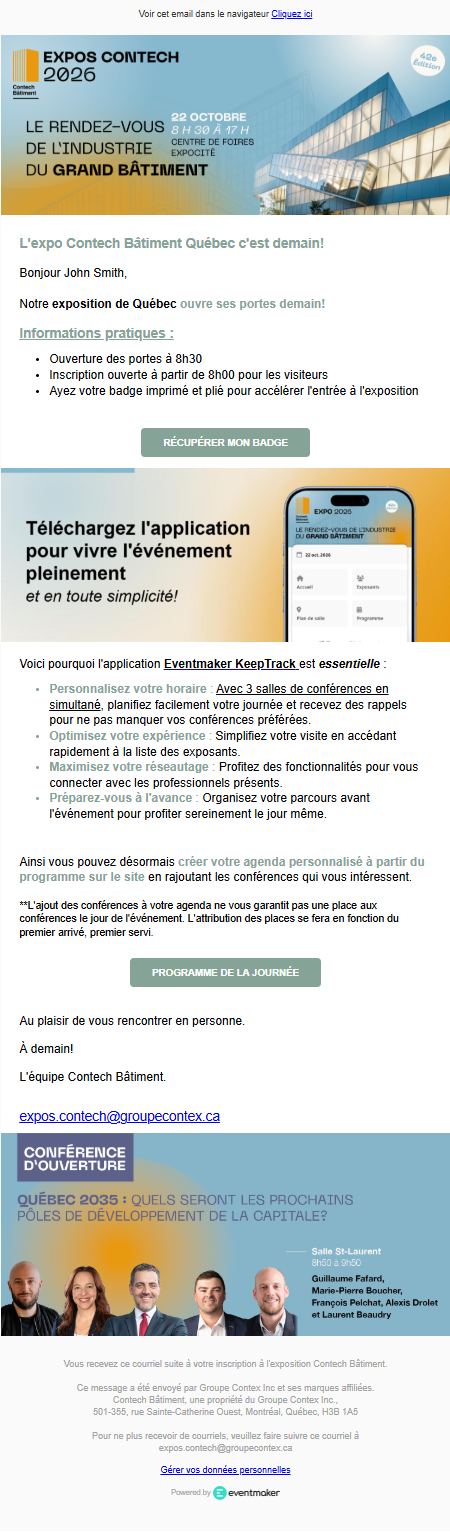 Voir cet email dans le navigateur Cliquez ici
EXPOS CONTECH
2026
42e
Édition
Contech
Bâtiment
22 OCTOBRE
8 H 30 À 17 H
CENTRE DE FOIRES
EXPOCITÉ
LE RENDEZ-VOUS
DE L'INDUSTRIE
DU GRAND BÂTIMENT
L'expo Contech Bâtiment Québec c'est demain!
Bonjour John Smith,
Notre exposition de Québec ouvre ses portes demain!
Informations pratiques :
• Ouverture des portes à 8h30
• Inscription ouverte à partir de 8h00 pour les visiteurs
• Ayez votre badge imprimé et plié pour accélérer l'entrée à l'exposition
RÉCUPÉRER MON BADGE
Téléchargez l'application
pour vivre l'événement
pleinement
et en toute simplicité!
EXPO 2026
LE RENDEZ-VOUS DE L'INDUSTRIE
DU GRAND BÂTIMENT
22 oct. 2026
Accueil
Exposants
Plan de salle
Programme
Voici pourquoi l'application Eventmaker KeepTrack est essentielle :
• Personnalisez votre horaire : Avec 3 salles de conférences en
simultané, planifiez facilement votre journée et recevez des rappels
pour ne pas manquer vos conférences préférées.
• Optimisez votre expérience : Simplifiez votre visite en accédant
rapidement à la liste des exposants.
• Maximisez votre réseautage : Profitez des fonctionnalités pour vous
connecter avec les professionnels présents.
• Préparez-vous à l'avance : Organisez votre parcours avant
l'événement pour profiter sereinement le jour même.
Ainsi vous pouvez désormais créer votre agenda personnalisé à partir du
programme sur le site en rajoutant les conférences qui vous intéressent.
**L'ajout des conférences à votre agenda ne vous garantit pas une place aux
conférences le jour de l'événement. L'attribution des places se fera en fonction du
premier arrivé, premier servi.
PROGRAMME DE LA JOURNÉE
Au plaisir de vous rencontrer en personne.
À demain!
L'équipe Contech Bâtiment.
expos.contech@groupecontex.ca
CONFÉRENCE
D'OUVERTURE
QUÉBEC 2035 : QUELS SERONT LES PROCHAINS
PÔLES DE DÉVELOPPEMENT DE LA CAPITALE?
Salle St-Laurent
8h50 à 9h50
Guillaume Fafard,
Marie-Pierre Boucher,
François Pelchat, Alexis Drolet
et Laurent Beaudry
Vous recevez ce courriel suite à votre inscription à l'exposition Contech Bâtiment.
Ce message a été envoyé par Groupe Contex Inc et ses marques affiliées.
Contech Bâtiment, une propriété du Groupe Contex Inc.,
501-355, rue Sainte-Catherine Ouest, Montréal, Québec, H3B 1A5
Pour ne plus recevoir de courriels, veuillez faire suivre ce courriel à
expos.contech@groupecontex.ca
Gérer vos données personnelles
Powered by eventmaker